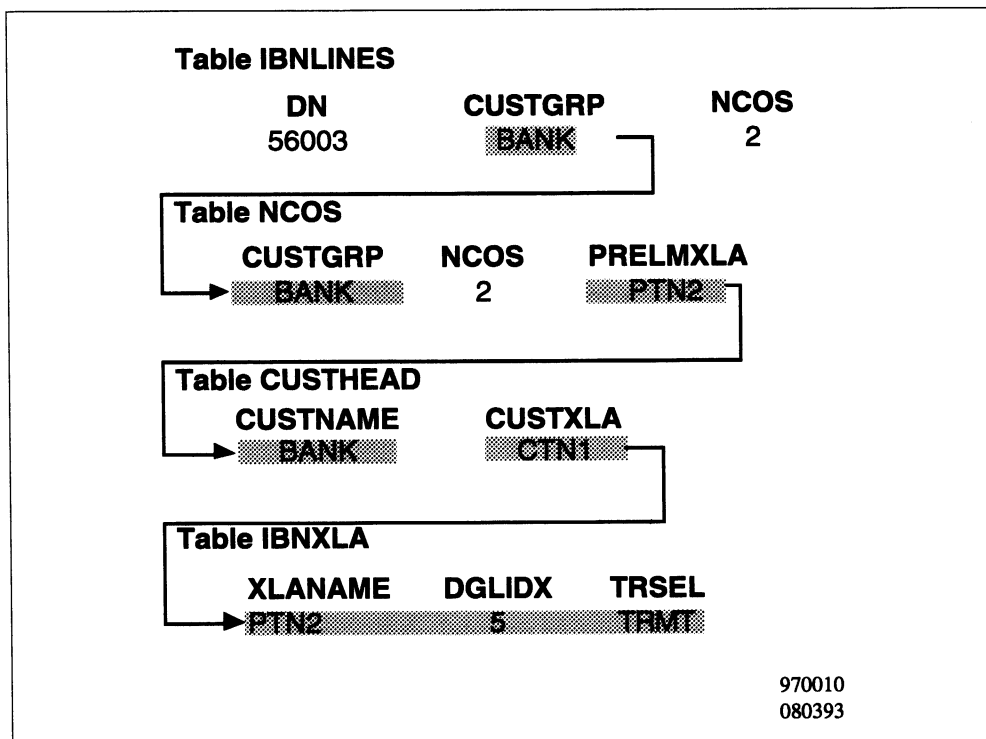 Table IBNLINES
DN CUSTGRP NCOS
56003 BANK 2
Table NCOS
CUSTGRP NCOS PRELMXLA
BANK 2 PTN2
Table CUSTHEAD
CUSTNAME CUSTXLA
BANK CTN1
Table IBNXLA
XLANAME DGLIDX TRSEL
PTN2 5 TRMT
970010
080393